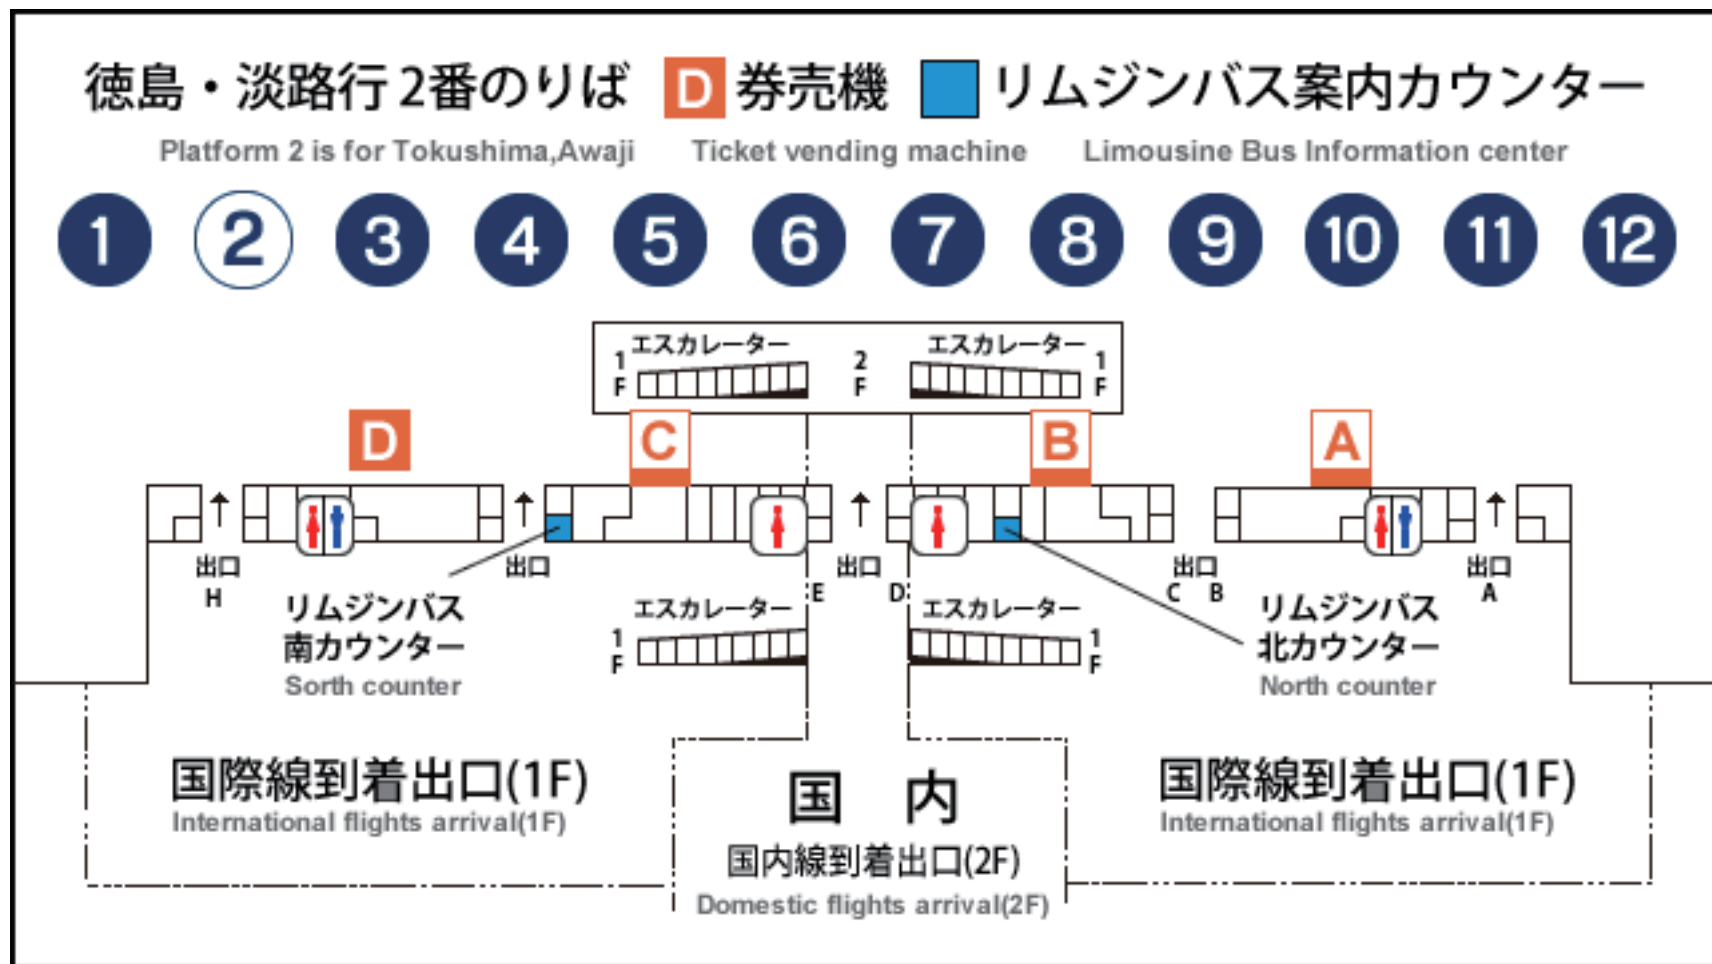 徳島・淡路行 2番のりば D 券売機 リムジンバス案内カウンター
Platform 2 is for Tokushima,Awaji Ticket vending machine Limousine Bus Information center
1 2 3 4 5 6 7 8 9 10 11 12
エスカレーター エスカレーター
1F 2F 1F
D C B A
出口 出口 出口 出口 出口
H E D C B A
リムジンバス
南カウンター
Sorth counter
エスカレーター エスカレーター
1F 1F
リムジンバス
北カウンター
North counter
国際線到着出口(1F)
International flights arrival(1F)
国 内
国内線到着出口(2F)
Domestic flights arrival(2F)
国際線到着出口(1F)
International flights arrival(1F)